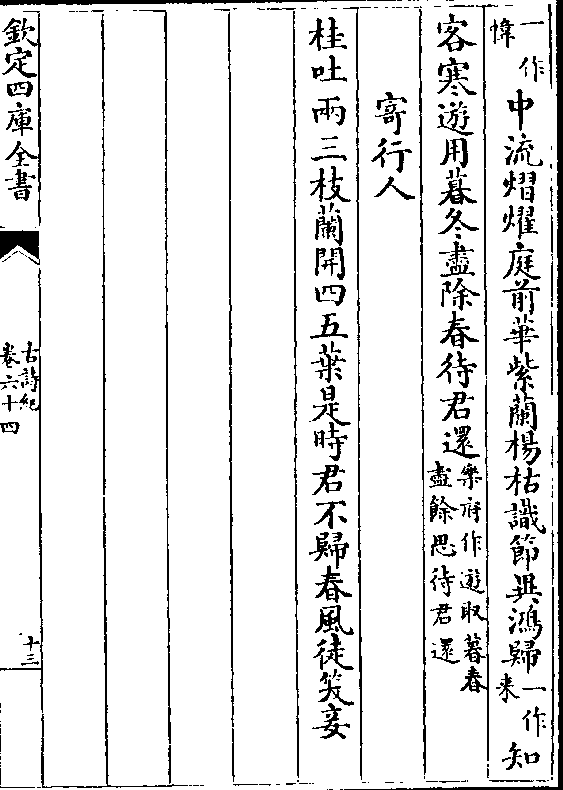 一作幃中流熠燿庭前華紫蘭楊枯識節異鴻歸一作来知
客寒遊用暮冬盡除春待君還樂府作遊取暮春盡餘思待君還
寄行人
桂吐兩三枝蘭開四五葉是時君不歸春風徒笑妾
欽定四庫全書
古詩紀
卷六十四
十三